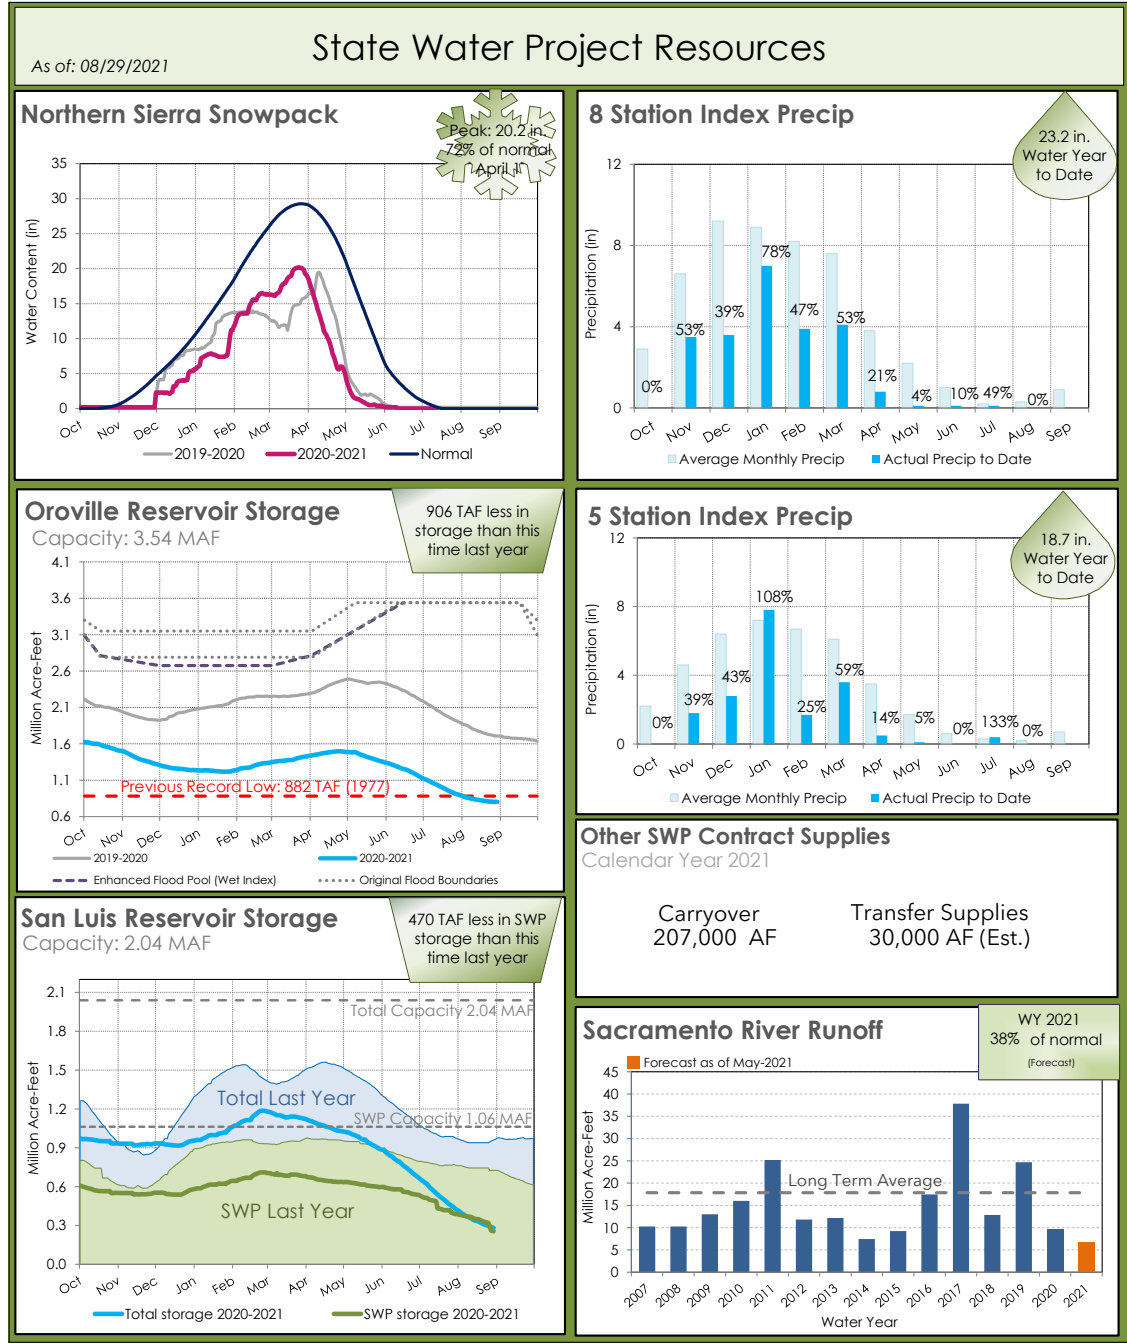 State Water Project Resources
As of: 08/29/2021
Northern Sierra Snowpack
Peak: 20.2 in.
72% of normal
April 1
35
30
25
20
15
10
5
0
Water Content (in)
Oct Nov Dec Jan Feb Mar Apr May Jun Jul Aug Sep
2019-2020 2020-2021 Normal
8 Station Index Precip
23.2 in.
Water Year
to Date
12
8
4
0
Precipitation (in)
0% 53% 39% 78% 47% 53% 21% 4% 10% 49% 0%
Oct Nov Dec Jan Feb Mar Apr May Jun Jul Aug Sep
Average Monthly Precip Actual Precip to Date
Oroville Reservoir Storage
Capacity: 3.54 MAF
906 TAF less in
storage than this
time last year
4.1
3.6
3.1
2.6
2.1
1.6
1.1
0.6
Million Acre-Feet
Previous Record Low: 882 TAF (1977)
Oct Nov Dec Jan Feb Mar Apr May Jun Jul Aug Sep
2019-2020 2020-2021
Enhanced Flood Pool (Wet Index) Original Flood Boundaries
5 Station Index Precip
18.7 in.
Water Year
to Date
12
8
4
0
Precipitation (in)
0% 39% 43% 108% 25% 59% 14% 5% 0% 133% 0%
Oct Nov Dec Jan Feb Mar Apr May Jun Jul Aug Sep
Average Monthly Precip Actual Precip to Date
Other SWP Contract Supplies
Calendar Year 2021
Carryover Transfer Supplies
207,000 AF 30,000 AF (Est.)
San Luis Reservoir Storage
Capacity: 2.04 MAF
470 TAF less in SWP
storage than this
time last year
2.1
1.8
1.5
1.2
0.9
0.6
0.3
0.0
Million Acre-Feet
Total Capacity 2.04 MAF
Total Last Year
SWP Capacity 1.06 MAF
SWP Last Year
Oct Nov Dec Jan Feb Mar Apr May Jun Jul Aug Sep
Total storage 2020-2021 SWP storage 2020-2021
Sacramento River Runoff
WY 2021
38% of normal
(Forecast)
Forecast as of May-2021
45
40
35
30
25
20
15
10
5
0
Million Acre-Feet
Long Term Average
2007 2008 2009 2010 2011 2012 2013 2014 2015 2016 2017 2018 2019 2020 2021
Water Year